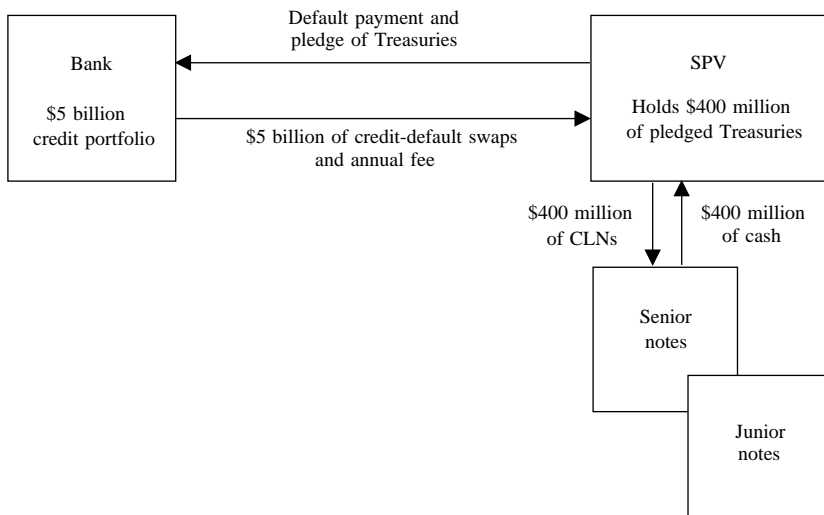 Default payment and
pledge of Treasuries
Bank
$5 billion
credit portfolio
SPV
Holds $400 million
of pledged Treasuries
$5 billion of credit-default swaps
and annual fee
$400 million
of CLNs
$400 million
of cash
Senior
notes
Junior
notes